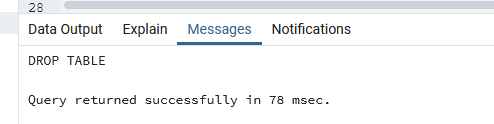 28
Data Output Explain Messages Notifications
DROP TABLE
Query returned successfully in 78 msec.